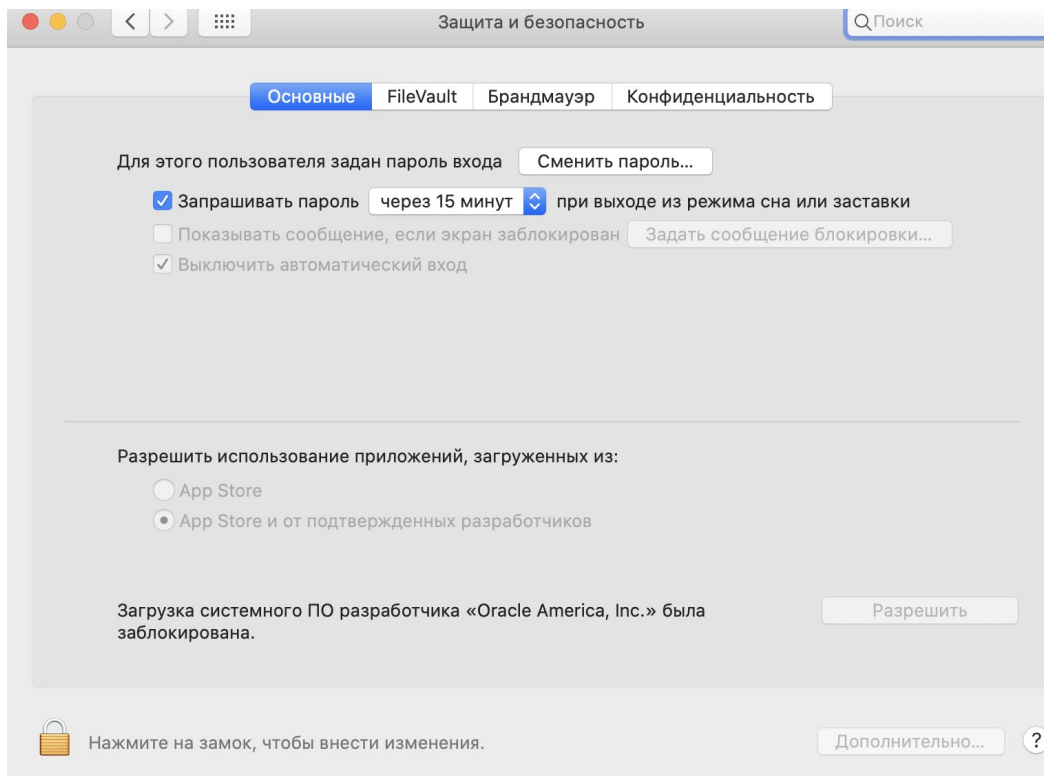 Защита и безопасность
Поиск
Основные FileVault Брандмауэр Конфиденциальность
Для этого пользователя задан пароль входа Сменить пароль...
Запрашивать пароль через 15 минут при выходе из режима сна или заставки
Показывать сообщение, если экран заблокирован Задать сообщение блокировки...
Выключить автоматический вход
Разрешить использование приложений, загруженных из:
App Store
App Store и от подтвержденных разработчиков
Загрузка системного ПО разработчика «Oracle America, Inc.» была Разрешить
заблокирована.
Нажмите на замок, чтобы внести изменения. Дополнительно... ?